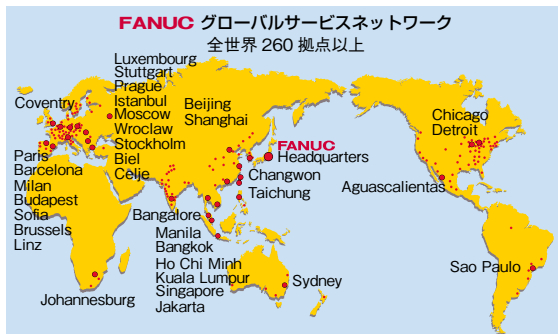 FANUC グローバルサービスネットワーク
全世界 260 拠点以上
Luxembourg
Stuttgart
Prague
Istanbul
Moscow
Wroclaw
Stockholm
Biel
Celje
Coventry
Beijing
Shanghai
Chicago
Detroit
FANUC
Headquarters
Changwon
Taichung
Aguascalientas
Paris
Barcelona
Milan
Budapest
Sofia
Brussels
Linz
Bangalore
Manila
Bangkok
Ho Chi Minh
Kuala Lumpur
Singapore
Jakarta
Sydney
Sao Paulo
Johannesburg